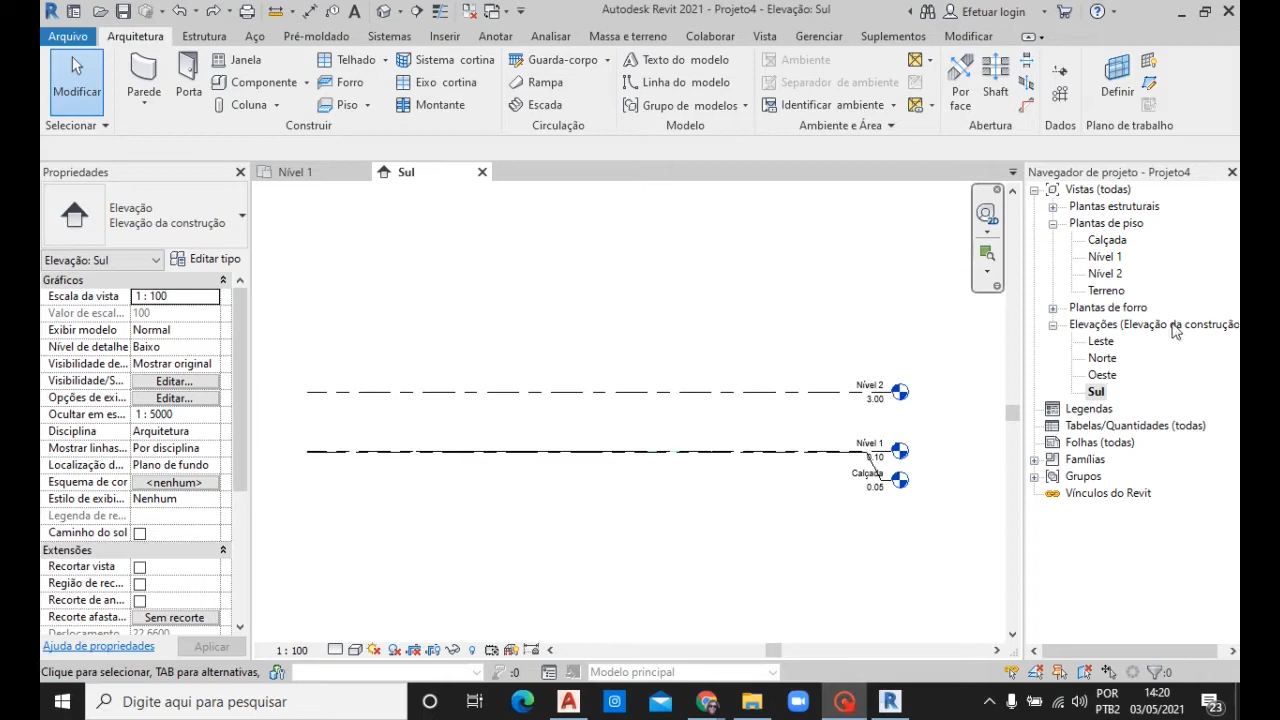 Autodesk Revit 2021 - Projeto4 - Elevação: Sul
Efetuar login
Arquivo Arquitetura Estrutura Aço Pré-moldado Sistemas Inserir Anotar Analisar Massa e terreno Colaborar Vista Gerenciar Suplementos Modificar
Modificar
Selecionar
Parede
Porta
Janela
Componente
Coluna
Telhado
Forro
Piso
Sistema cortina
Eixo cortina
Montante
Construir
Guarda-corpo
Rampa
Escada
Circulação
Texto do modelo
Linha do modelo
Grupo de modelos
Modelo
Ambiente
Separador de ambiente
Identificar ambiente
Ambiente e Área
Por
face
Shaft
Abertura
Dados
Definir
Plano de trabalho
Propriedades
Nível 1
Sul
Navegador de projeto - Projeto4
Elevação
Elevação da construção
Elevação: Sul
Editar tipo
Gráficos
Escala da vista 1 : 100
Valor de escal... 100
Exibir modelo Normal
Nível de detalhe Baixo
Visibilidade de... Mostrar original
Visibilidade/S... Editar...
Opções de exi... Editar...
Ocultar em es... 1 : 5000
Disciplina Arquitetura
Mostrar linhas... Por disciplina
Localização d... Plano de fundo
Esquema de cor <nenhum>
Estilo de exibi... Nenhum
Legenda de re...
Caminho do sol
Extensões
Recortar vista
Região de rec...
Recorte de an...
Recorte afasta... Sem recorte
Deslocamento 22.6600
Ajuda de propriedades
Aplicar
2D
Nível 2
3.00
Nível 1
0.10
Calçada
0.05
Vistas (todas)
Plantas estruturais
Plantas de piso
Calçada
Nível 1
Nível 2
Terreno
Plantas de forro
Elevações (Elevação da construção
Leste
Norte
Oeste
Sul
Legendas
Tabelas/Quantidades (todas)
Folhas (todas)
Famílias
Grupos
Vínculos do Revit
1 : 100
Clique para selecionar, TAB para alternativas,
:0
Modelo principal
:0
Digite aqui para pesquisar
POR
PTB2
14:20
03/05/2021
23